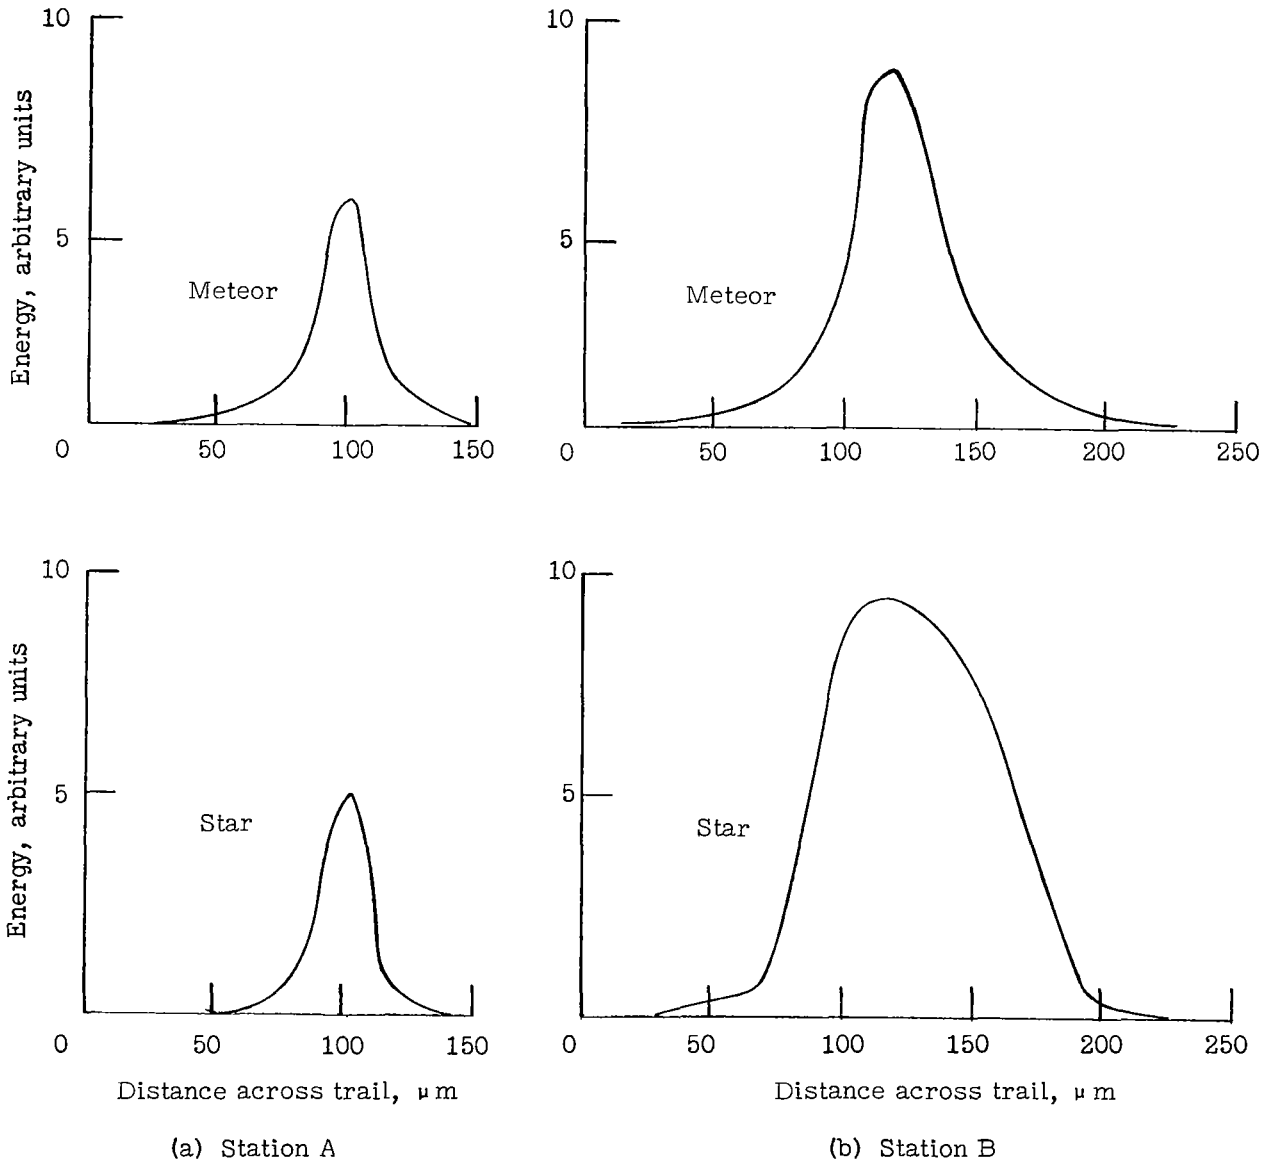 10
5
Energy, arbitrary units
Meteor
0 50 100 150
10
5
Meteor
0 50 100 150 200 250
10
5
Energy, arbitrary units
Star
0 50 100 150
Distance across trail, μm
(a) Station A
10
5
Star
0 50 100 150 200 250
Distance across trail, μm
(b) Station B